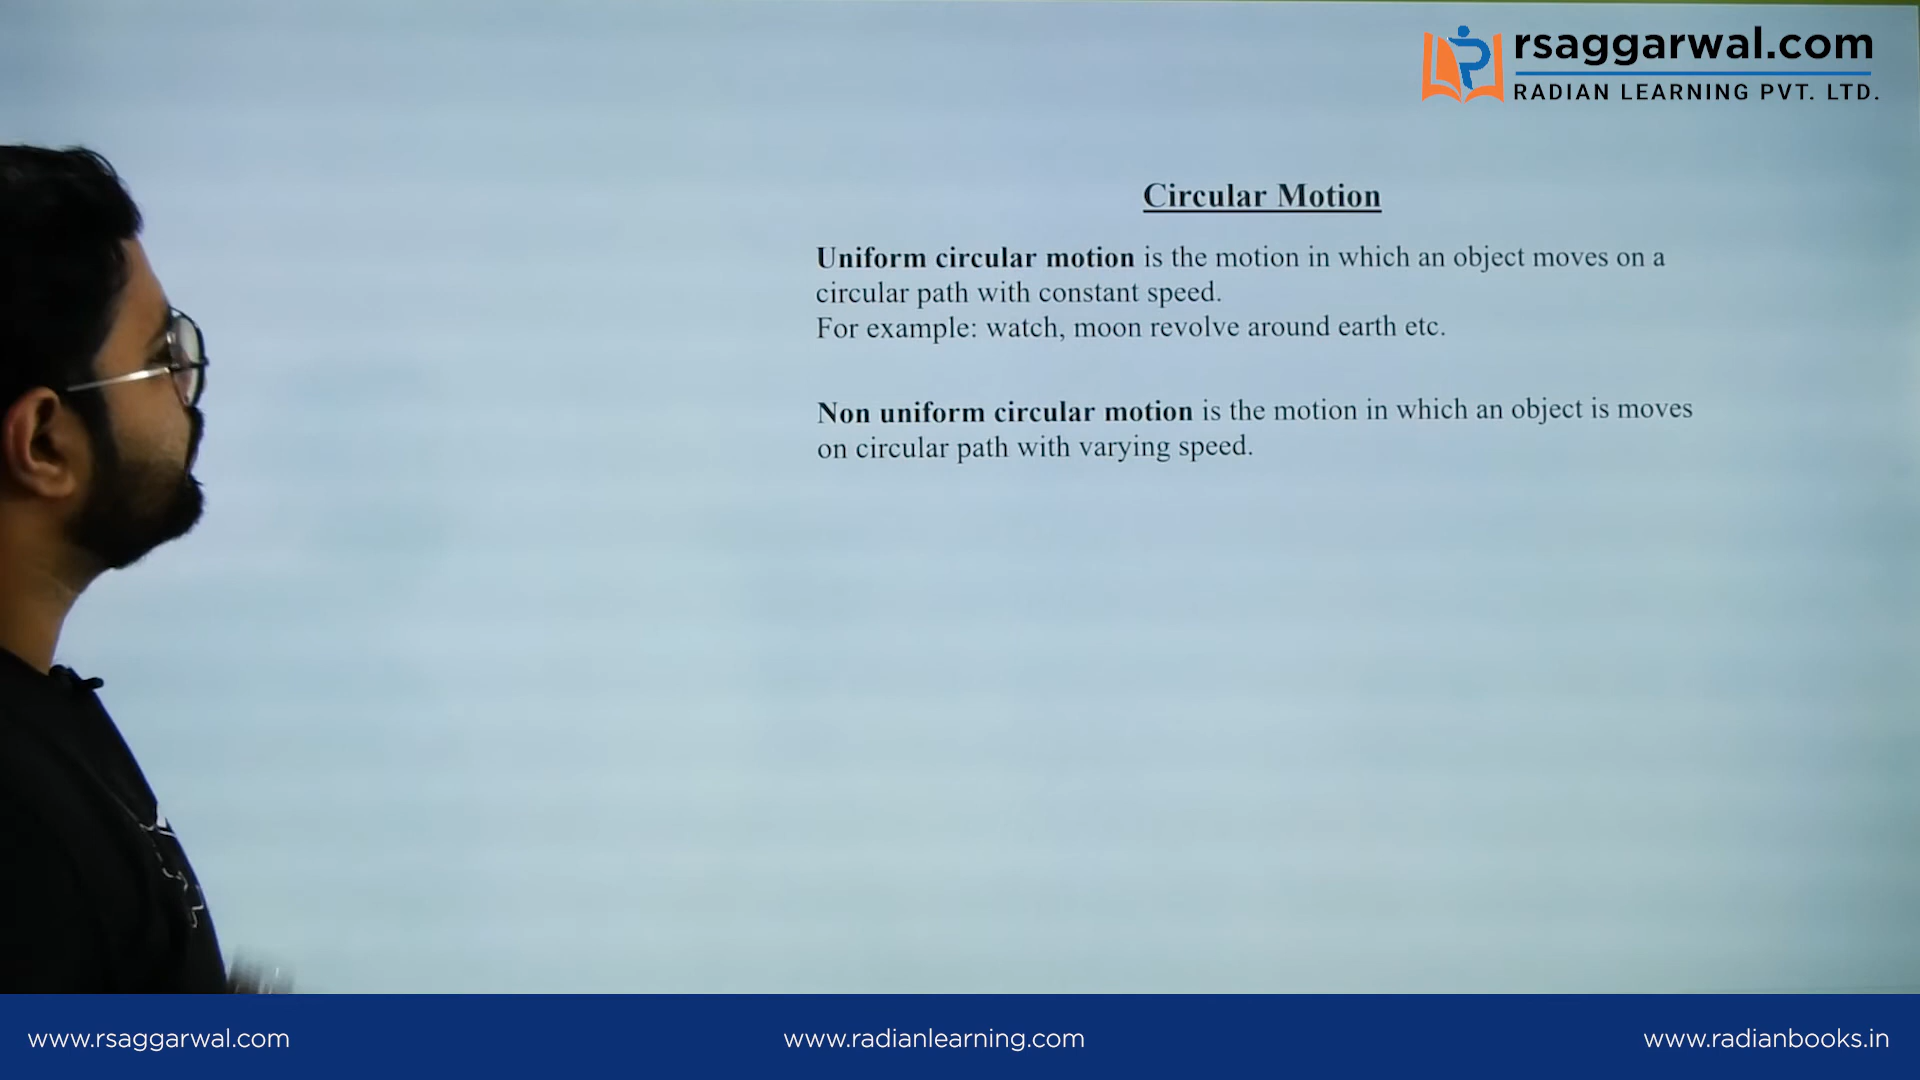 rsaggarwal.com
RADIAN LEARNING PVT. LTD.
Circular Motion
Uniform circular motion is the motion in which an object moves on a
circular path with constant speed.
For example: watch, moon revolve around earth etc.
Non uniform circular motion is the motion in which an object is moves
on circular path with varying speed.
www.rsaggarwal.com
www.radianlearning.com
www.radianbooks.in